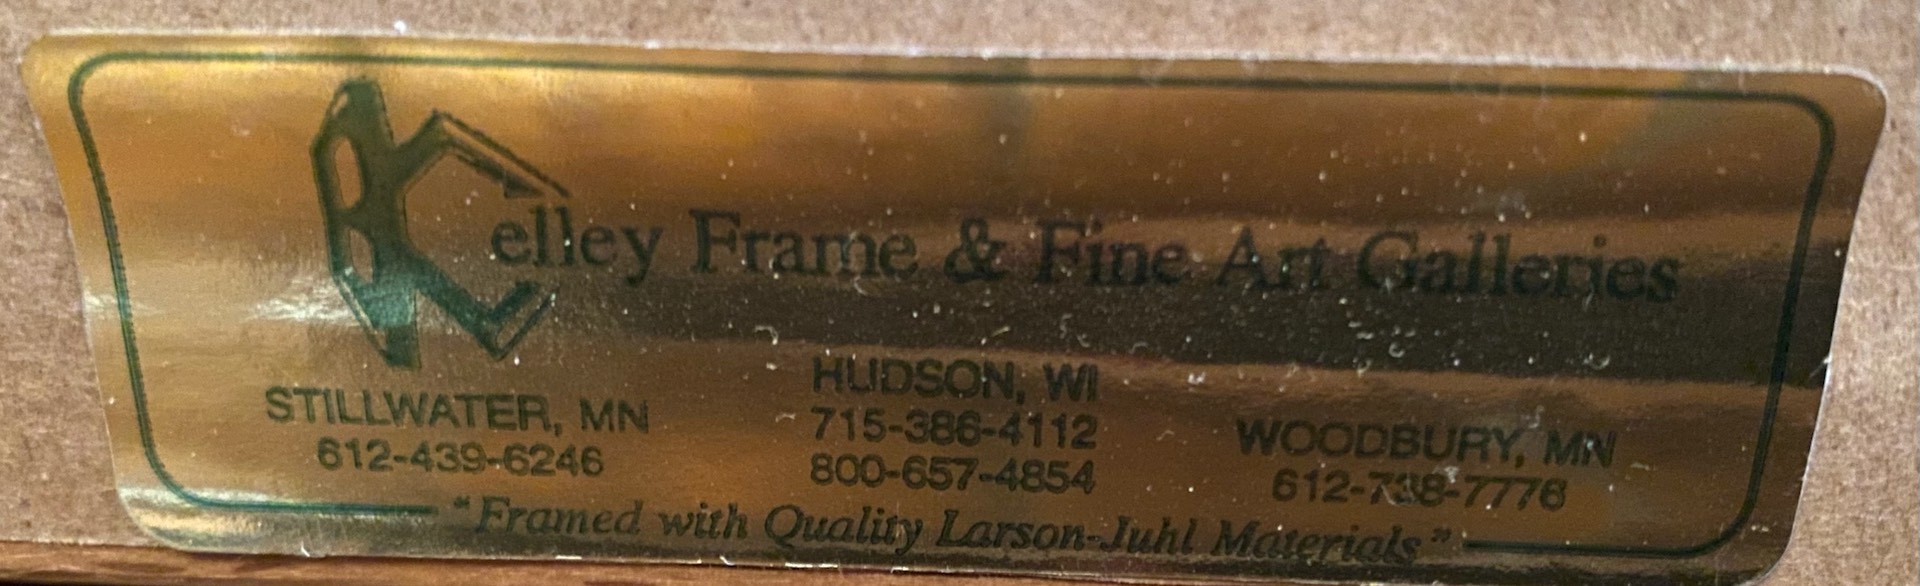 Kelley Frame & Fine Art Galleries
STILLWATER, MN
612-439-6246
HUDSON, WI
715-386-4112
800-657-4854
WOODBURY, MN
612-738-7778
"Framed with Quality Larson-Juhl Materials"